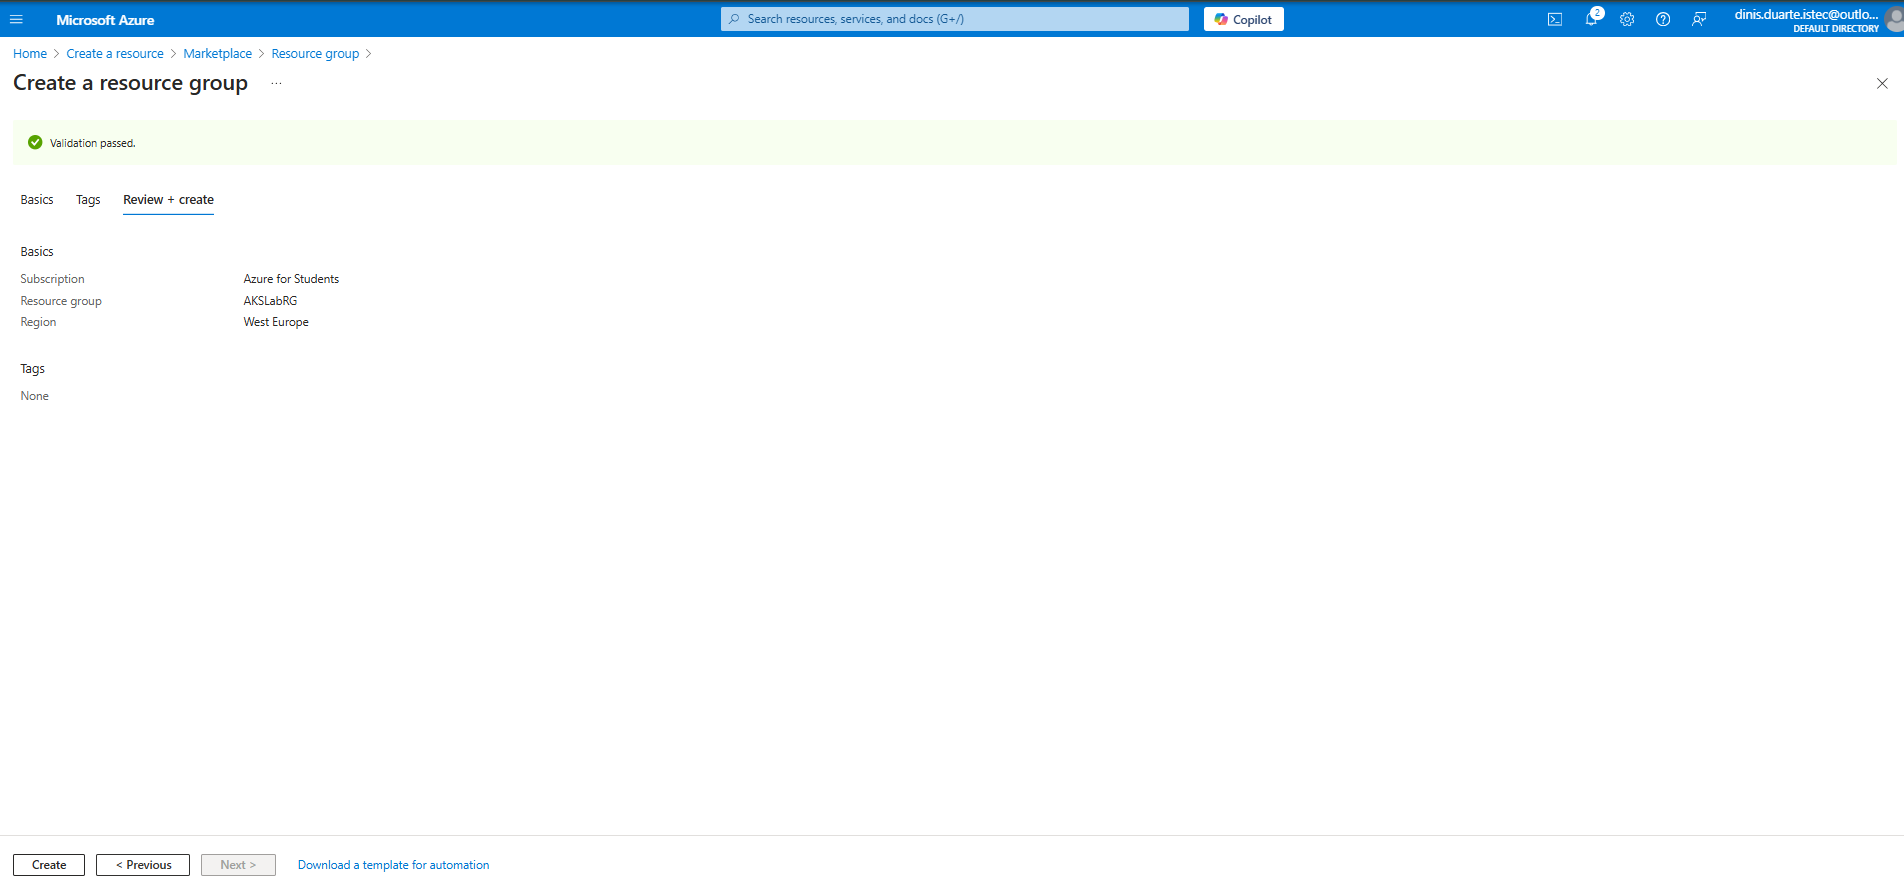 Microsoft Azure
Search resources, services, and docs (G+/)
Copilot
2
dinis.duarte.istec@outlo...
DEFAULT DIRECTORY
Home > Create a resource > Marketplace > Resource group >
Create a resource group ...
Validation passed.
Basics Tags Review + create
Basics
Subscription Azure for Students
Resource group AKSLabRG
Region West Europe
Tags
None
Create < Previous Next > Download a template for automation